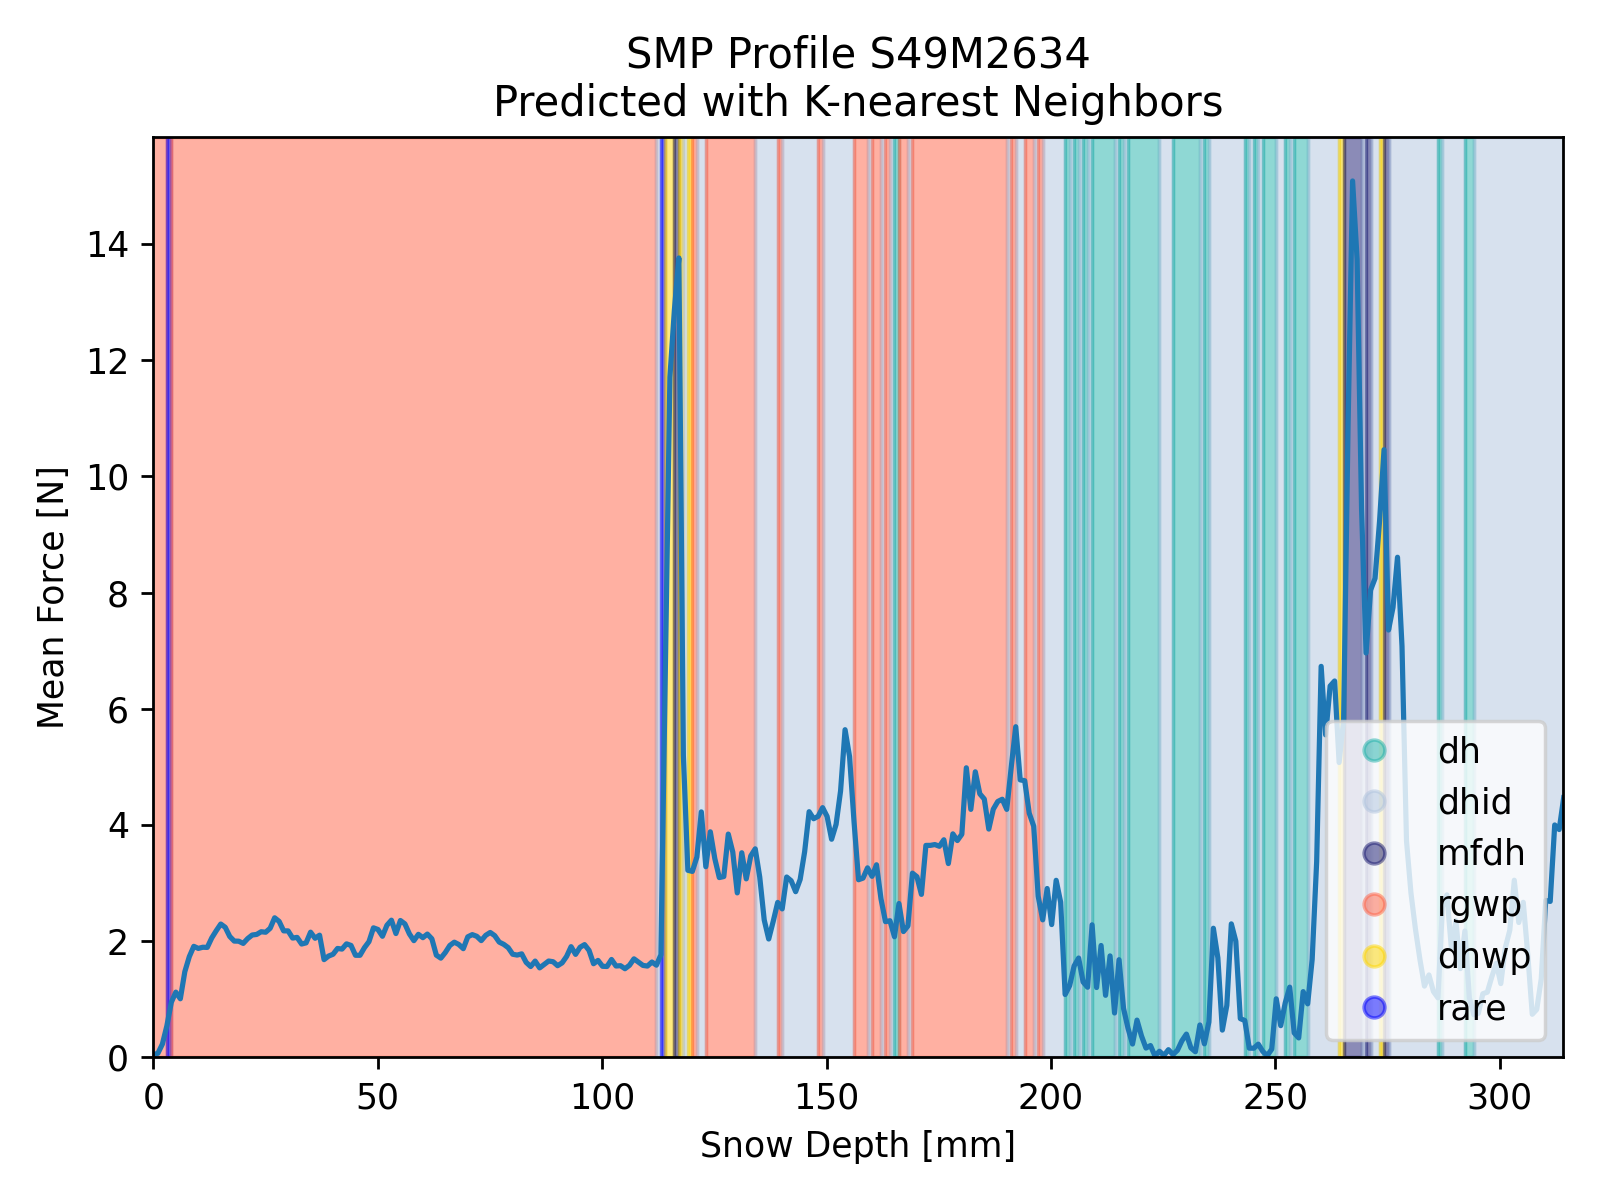 SMP Profile S49M2634
Predicted with K-nearest Neighbors
Mean Force [N]
14
12
10
8
6
4
2
0
dh
dhid
mfdh
rgwp
dhwp
rare
0 50 100 150 200 250 300
Snow Depth [mm]